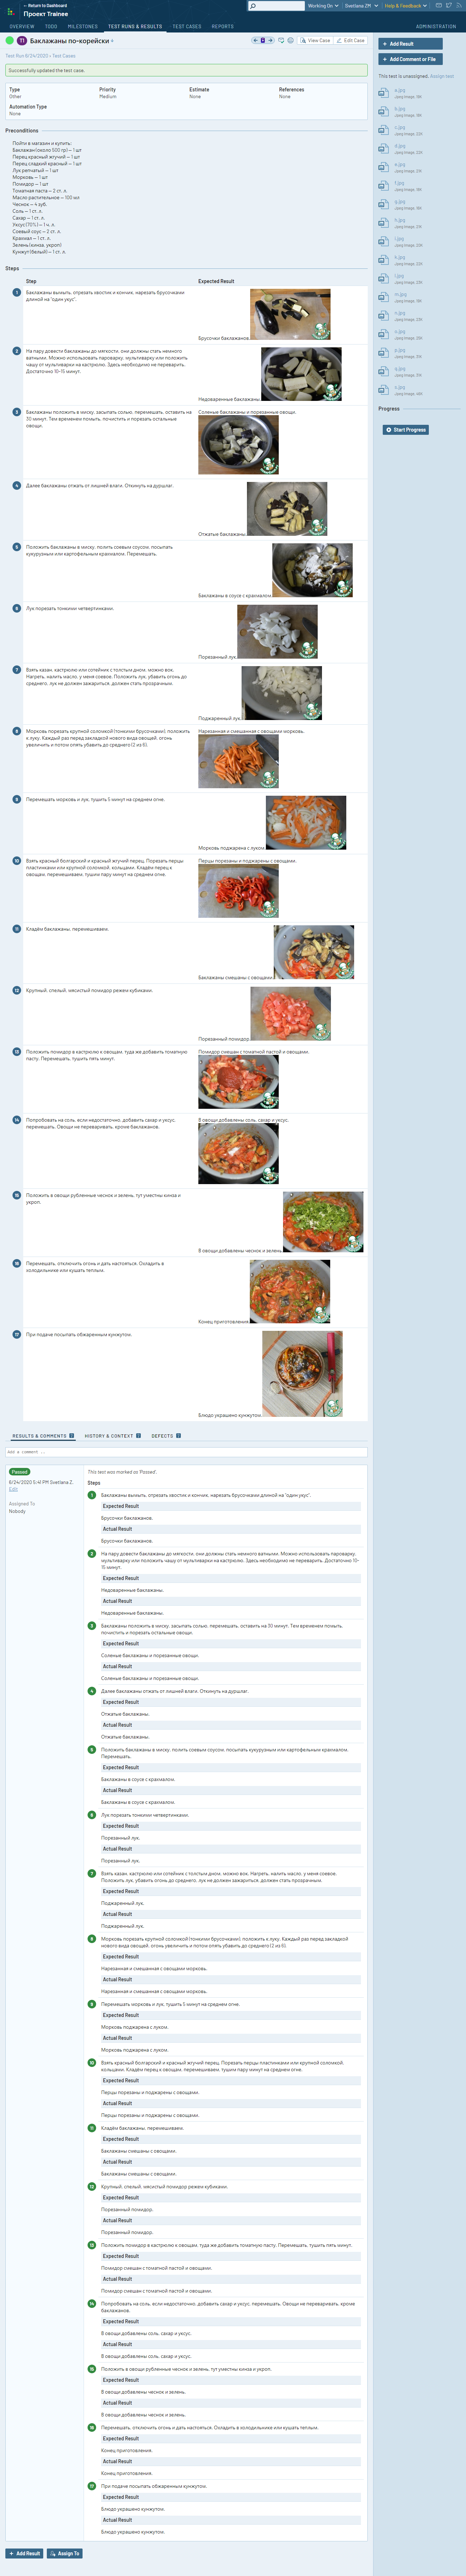 ← Return to Dashboard
Проект Trainee
Working On
Svetlana ZM
Help & Feedback
OVERVIEW
TODO
MILESTONES
TEST RUNS & RESULTS
TEST CASES
REPORTS
ADMINISTRATION
T1 Баклажаны по-корейски
View Case
Edit Case
Test Run 6/24/2020 › Test Cases
Successfully updated the test case.
Type
Priority
Estimate
References
Other
Medium
None
None
Automation Type
None
Preconditions
Пойти в магазин и купить:
Баклажан (около 500 гр) — 1 шт
Перец красный жгучий — 1 шт
Перец сладкий красный — 1 шт
Лук репчатый — 1 шт
Морковь — 1 шт
Помидор — 1 шт
Томатная паста — 2 ст. л.
Масло растительное — 100 мл
Чеснок — 4 зуб.
Соль — 1 ст. л.
Сахар — 1 ст. л.
Уксус (70%) — 1 ч. л.
Соевый соус — 2 ст. л.
Крахмал — 1 ст. л.
Зелень (кинза, укроп)
Кунжут (белый) — 1 ст. л.
Steps
Step
Expected Result
1
Баклажаны вымыть, отрезать хвостик и кончик, нарезать брусочками
длиной на "один укус".
Брусочки баклажанов.
2
На пару довести баклажаны до мягкости, они должны стать немного
ватными. Можно использовать пароварку, мультиварку или положить
чашу от мультиварки на кастрюлю. Здесь необходимо не переварить.
Достаточно 10-15 минут.
Недоваренные баклажаны.
3
Баклажаны положить в миску, засыпать солью, перемешать, оставить на
30 минут. Тем временем помыть, почистить и порезать остальные
овощи.
Соленые баклажаны и порезанные овощи.
4
Далее баклажаны отжать от лишней влаги. Откинуть на дуршлаг.
Отжатые баклажаны.
5
Положить баклажаны в миску, полить соевым соусом, посыпать
кукурузным или картофельным крахмалом. Перемешать.
Баклажаны в соусе с крахмалом.
6
Лук порезать тонкими четвертинками.
Порезанный лук.
7
Взять казан, кастрюлю или сотейник с толстым дном, можно вок.
Нагреть, налить масло, у меня соевое. Положить лук, убавить огонь до
среднего, лук не должен зажариться, должен стать прозрачным.
Поджаренный лук.
8
Морковь порезать крупной соломкой (тонкими брусочками), положить
к луку. Каждый раз перед закладкой нового вида овощей, огонь
увеличить и потом опять убавить до среднего (2 из 6).
Нарезанная и смешанная с овощами морковь.
9
Перемешать морковь и лук, тушить 5 минут на среднем огне.
Морковь поджарена с луком.
10
Взять красный болгарский и красный жгучий перец. Порезать перцы
пластинками или крупной соломкой, кольцами. Кладём перец к
овощам, перемешиваем, тушим пару минут на среднем огне.
Перцы порезаны и поджарены с овощами.
11
Кладём баклажаны, перемешиваем.
Баклажаны смешаны с овощами.
12
Крупный, спелый, мясистый помидор режем кубиками.
Порезанный помидор.
13
Положить помидор в кастрюлю к овощам, туда же добавить томатную
пасту. Перемешать, тушить пять минут.
Помидор смешан с томатной пастой и овощами.
14
Попробовать на соль, если недостаточно, добавить сахар и уксус,
перемешать. Овощи не переваривать, кроме баклажанов.
В овощи добавлены соль, сахар и уксус.
15
Положить в овощи рубленные чеснок и зелень, тут уместны кинза и
укроп.
В овощи добавлены чеснок и зелень.
16
Перемешать, отключить огонь и дать настояться. Охладить в
холодильнике или кушать теплым.
Конец приготовления.
17
При подаче посыпать обжаренным кунжутом.
Блюдо украшено кунжутом.
RESULTS & COMMENTS
HISTORY & CONTEXT
DEFECTS
Add a comment ...
Passed
6/24/2020 5:41 PM Svetlana Z.
Edit
Assigned To
Nobody
This test was marked as 'Passed'.
Steps
1
Баклажаны вымыть, отрезать хвостик и кончик, нарезать брусочками длиной на "один укус".
Expected Result
Брусочки баклажанов.
Actual Result
Брусочки баклажанов.
2
На пару довести баклажаны до мягкости, они должны стать немного ватными. Можно использовать пароварку,
мультиварку или положить чашу от мультиварки на кастрюлю. Здесь необходимо не переварить. Достаточно 10-
15 минут.
Expected Result
Недоваренные баклажаны.
Actual Result
Недоваренные баклажаны.
3
Баклажаны положить в миску, засыпать солью, перемешать, оставить на 30 минут. Тем временем помыть,
почистить и порезать остальные овощи.
Expected Result
Соленые баклажаны и порезанные овощи.
Actual Result
Соленые баклажаны и порезанные овощи.
4
Далее баклажаны отжать от лишней влаги. Откинуть на дуршлаг.
Expected Result
Отжатые баклажаны.
Actual Result
Отжатые баклажаны.
5
Положить баклажаны в миску, полить соевым соусом, посыпать кукурузным или картофельным крахмалом.
Перемешать.
Expected Result
Баклажаны в соусе с крахмалом.
Actual Result
Баклажаны в соусе с крахмалом.
6
Лук порезать тонкими четвертинками.
Expected Result
Порезанный лук.
Actual Result
Порезанный лук.
7
Взять казан, кастрюлю или сотейник с толстым дном, можно вок. Нагреть, налить масло, у меня соевое.
Положить лук, убавить огонь до среднего, лук не должен зажариться, должен стать прозрачным.
Expected Result
Поджаренный лук.
Actual Result
Поджаренный лук.
8
Морковь порезать крупной соломкой (тонкими брусочками), положить к луку. Каждый раз перед закладкой
нового вида овощей, огонь увеличить и потом опять убавить до среднего (2 из 6).
Expected Result
Нарезанная и смешанная с овощами морковь.
Actual Result
Нарезанная и смешанная с овощами морковь.
9
Перемешать морковь и лук, тушить 5 минут на среднем огне.
Expected Result
Морковь поджарена с луком.
Actual Result
Морковь поджарена с луком.
10
Взять красный болгарский и красный жгучий перец. Порезать перцы пластинками или крупной соломкой,
кольцами. Кладём перец к овощам, перемешиваем, тушим пару минут на среднем огне.
Expected Result
Перцы порезаны и поджарены с овощами.
Actual Result
Перцы порезаны и поджарены с овощами.
11
Кладём баклажаны, перемешиваем.
Expected Result
Баклажаны смешаны с овощами.
Actual Result
Баклажаны смешаны с овощами.
12
Крупный, спелый, мясистый помидор режем кубиками.
Expected Result
Порезанный помидор.
Actual Result
Порезанный помидор.
13
Положить помидор в кастрюлю к овощам, туда же добавить томатную пасту. Перемешать, тушить пять минут.
Expected Result
Помидор смешан с томатной пастой и овощами.
Actual Result
Помидор смешан с томатной пастой и овощами.
14
Попробовать на соль, если недостаточно, добавить сахар и уксус, перемешать. Овощи не переваривать, кроме
баклажанов.
Expected Result
В овощи добавлены соль, сахар и уксус.
Actual Result
В овощи добавлены соль, сахар и уксус.
15
Положить в овощи рубленные чеснок и зелень, тут уместны кинза и укроп.
Expected Result
В овощи добавлены чеснок и зелень.
Actual Result
В овощи добавлены чеснок и зелень.
16
Перемешать, отключить огонь и дать настояться. Охладить в холодильнике или кушать теплым.
Expected Result
Конец приготовления.
Actual Result
Конец приготовления.
17
При подаче посыпать обжаренным кунжутом.
Expected Result
Блюдо украшено кунжутом.
Actual Result
Блюдо украшено кунжутом.
Add Result
Assign To
Add Result
Add Comment or File
This test is unassigned. Assign test
Progress
Start Progress